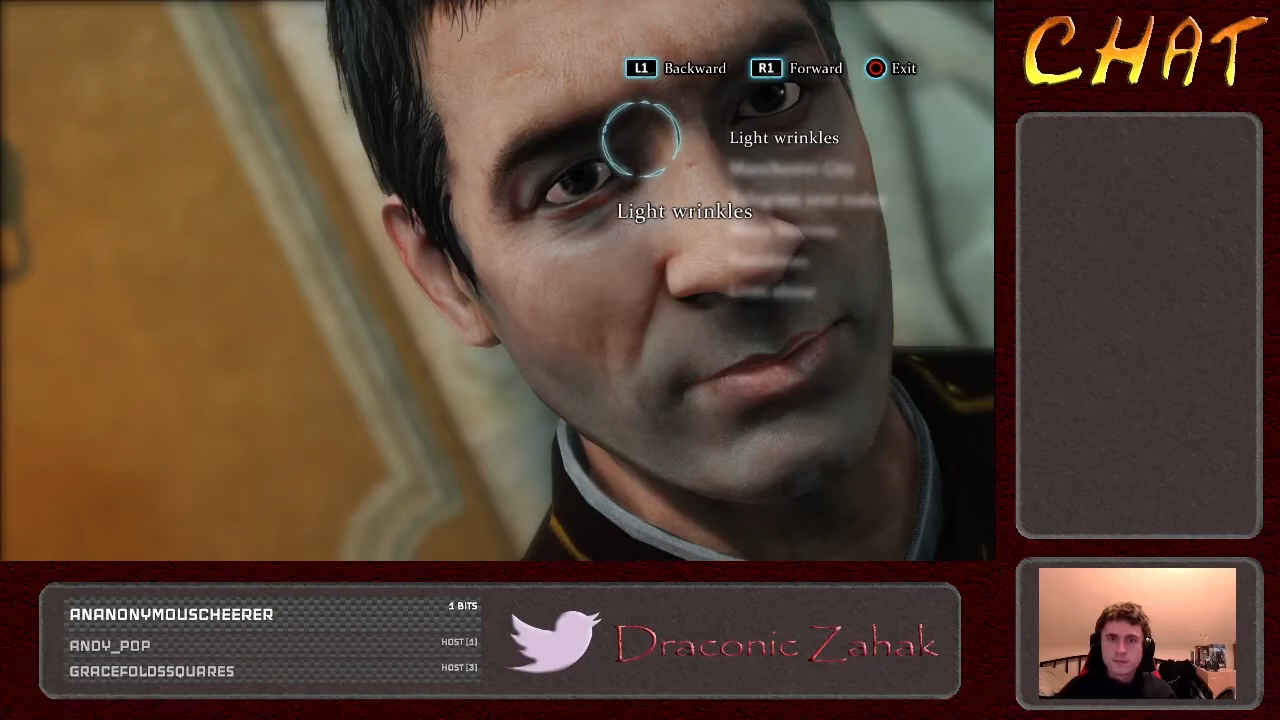 CHAT
L1 Backward R1 Forward Exit
Light wrinkles
Light wrinkles
ANANONYMOUSCHEERER 1 BITS
ANDY_POP HOST [1]
GRACEFOLDSSQUARES HOST [3]
Draconic Zahak